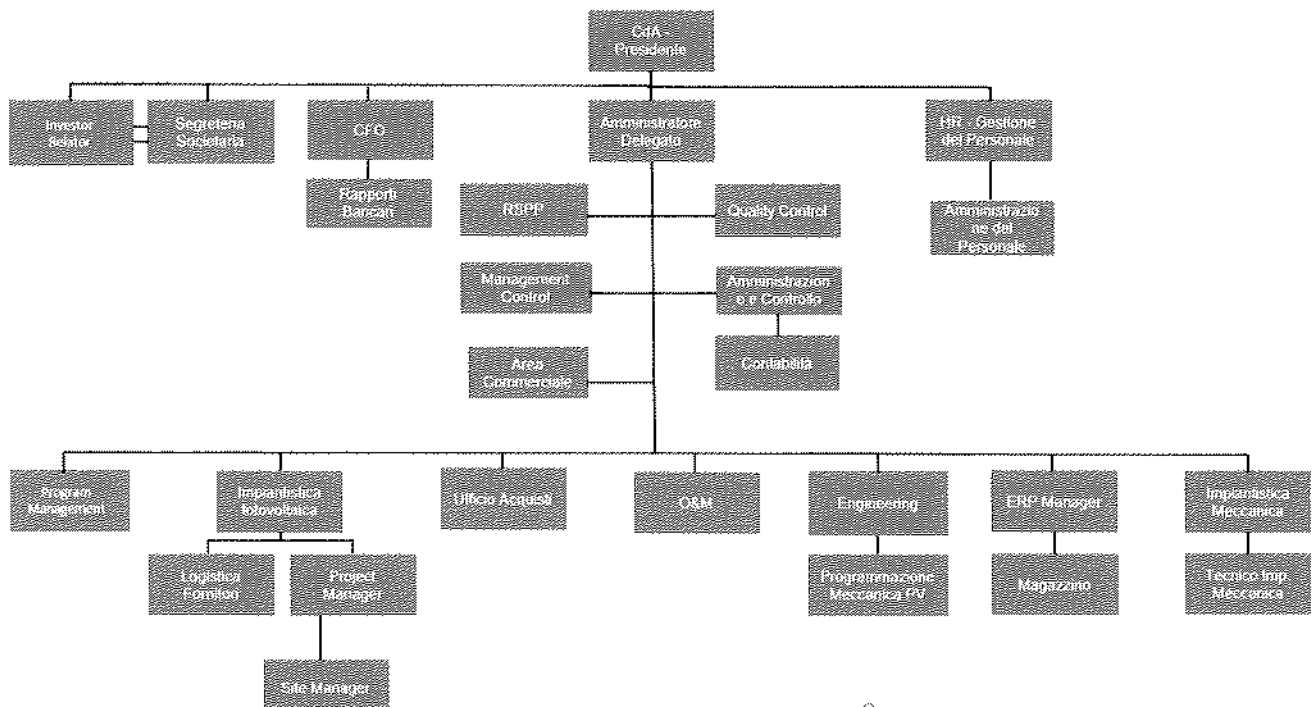 CdA -
Presidente
Investor
Relator
Segreteria
Societaria
CFO
Amministratore
Delegato
HR - Gestione
del Personale
Rapporti
Bancari
RSPP
Quality Control
Amministrazio
ne del
Personale
Management
Control
Amministrazion
e e Controllo
Area
Commerciale
Contabilità
Program
Management
Impiantistica
fotovoltaica
Ufficio Acquisti
O&M
Engineering
ERP Manager
Impiantistica
Meccanica
Logistica
Fornitori
Project
Manager
Programmazione
Meccanica PV
Magazzino
Tecnico Imp.
Meccanica
Site Manager